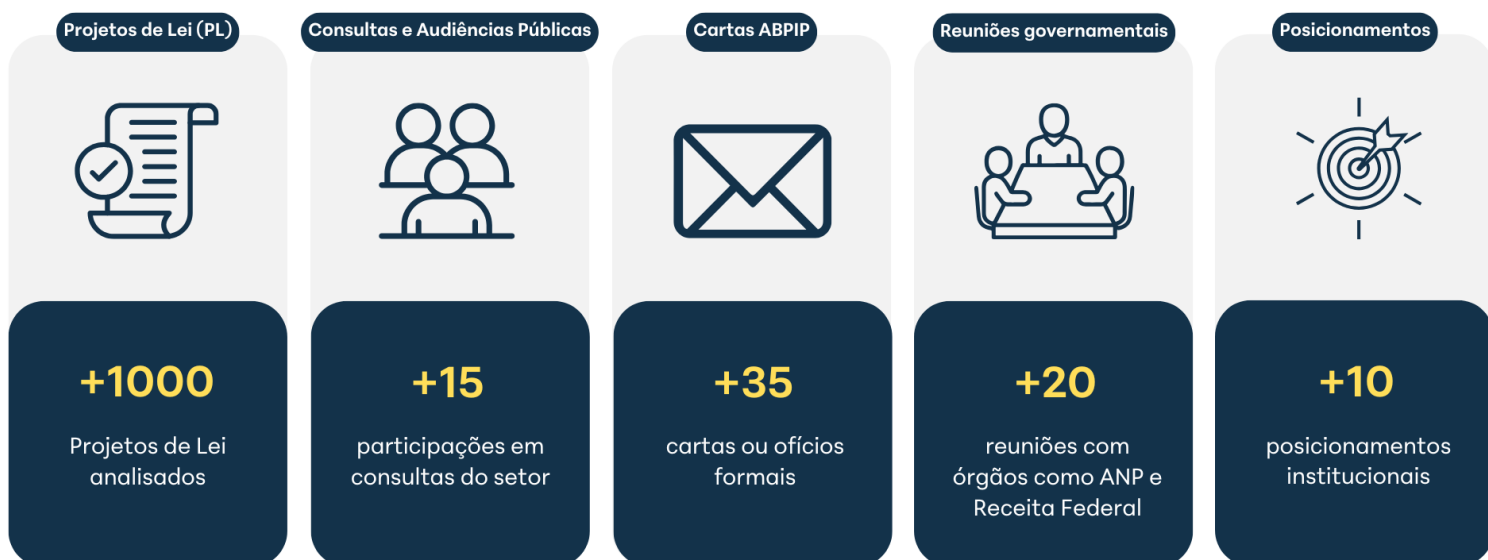 Projetos de Lei (PL)
Consultas e Audiências Públicas
Cartas ABPIP
Reuniões governamentais
Posicionamentos
+1000
Projetos de Lei
analisados
+15
participações em
consultas do setor
+35
cartas ou ofícios
formais
+20
reuniões com
órgãos como ANP e
Receita Federal
+10
posicionamentos
institucionais